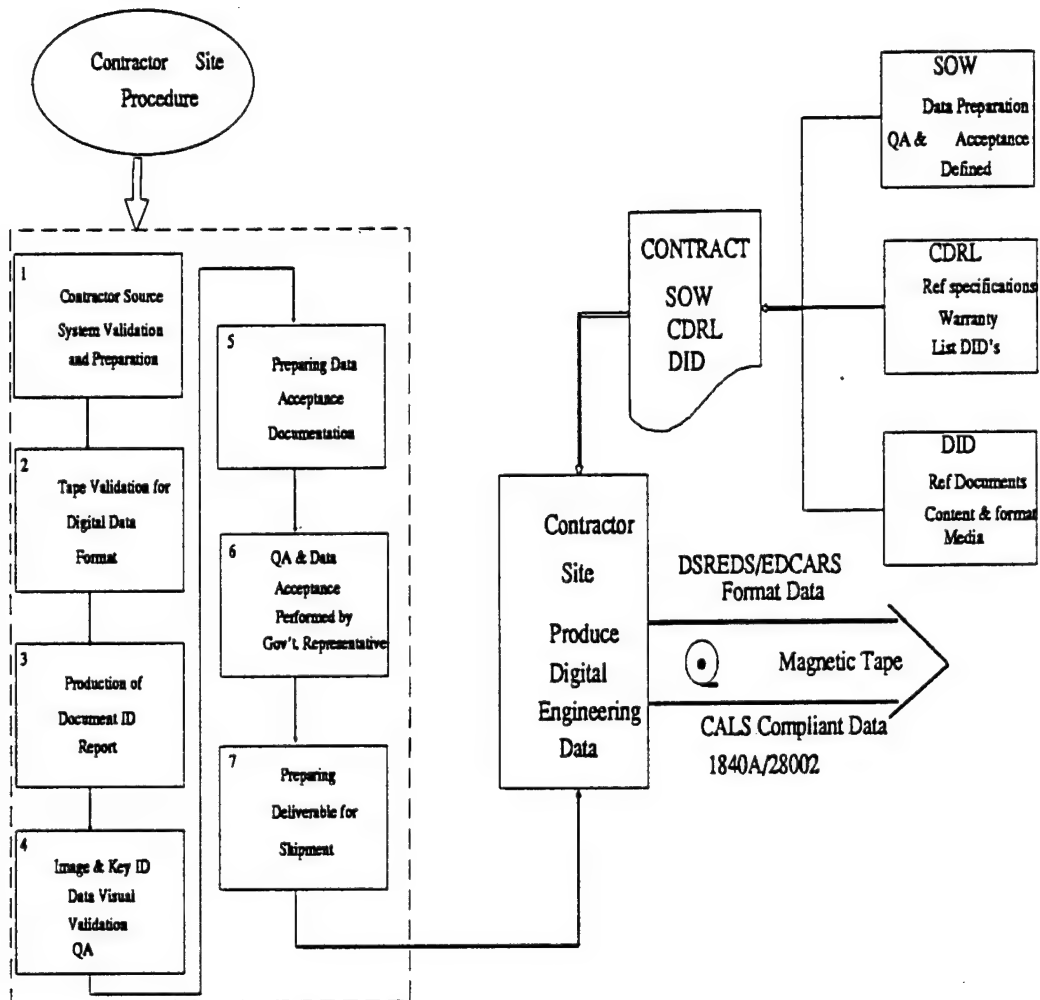 Contractor Site
Procedure
1
Contractor Source
System Validation
and Preparation
2
Tape Validation for
Digital Data
Format
3
Production of
Document ID
Report
4
Image & Key ID
Data Visual
Validation
QA
5
Preparing Data
Acceptance
Documentation
6
QA & Data
Acceptance
Performed by
Gov't. Representative
7
Preparing
Deliverable for
Shipment
CONTRACT
SOW
CDRL
DID
SOW
Data Preparation
QA & Acceptance
Defined
CDRL
Ref specifications
Warranty
List DID's
DID
Ref Documents
Content & format
Media
Contractor
Site
Produce
Digital
Engineering
Data
DSREDS/EDCARS
Format Data
Magnetic Tape
CALS Compliant Data
1840A/28002